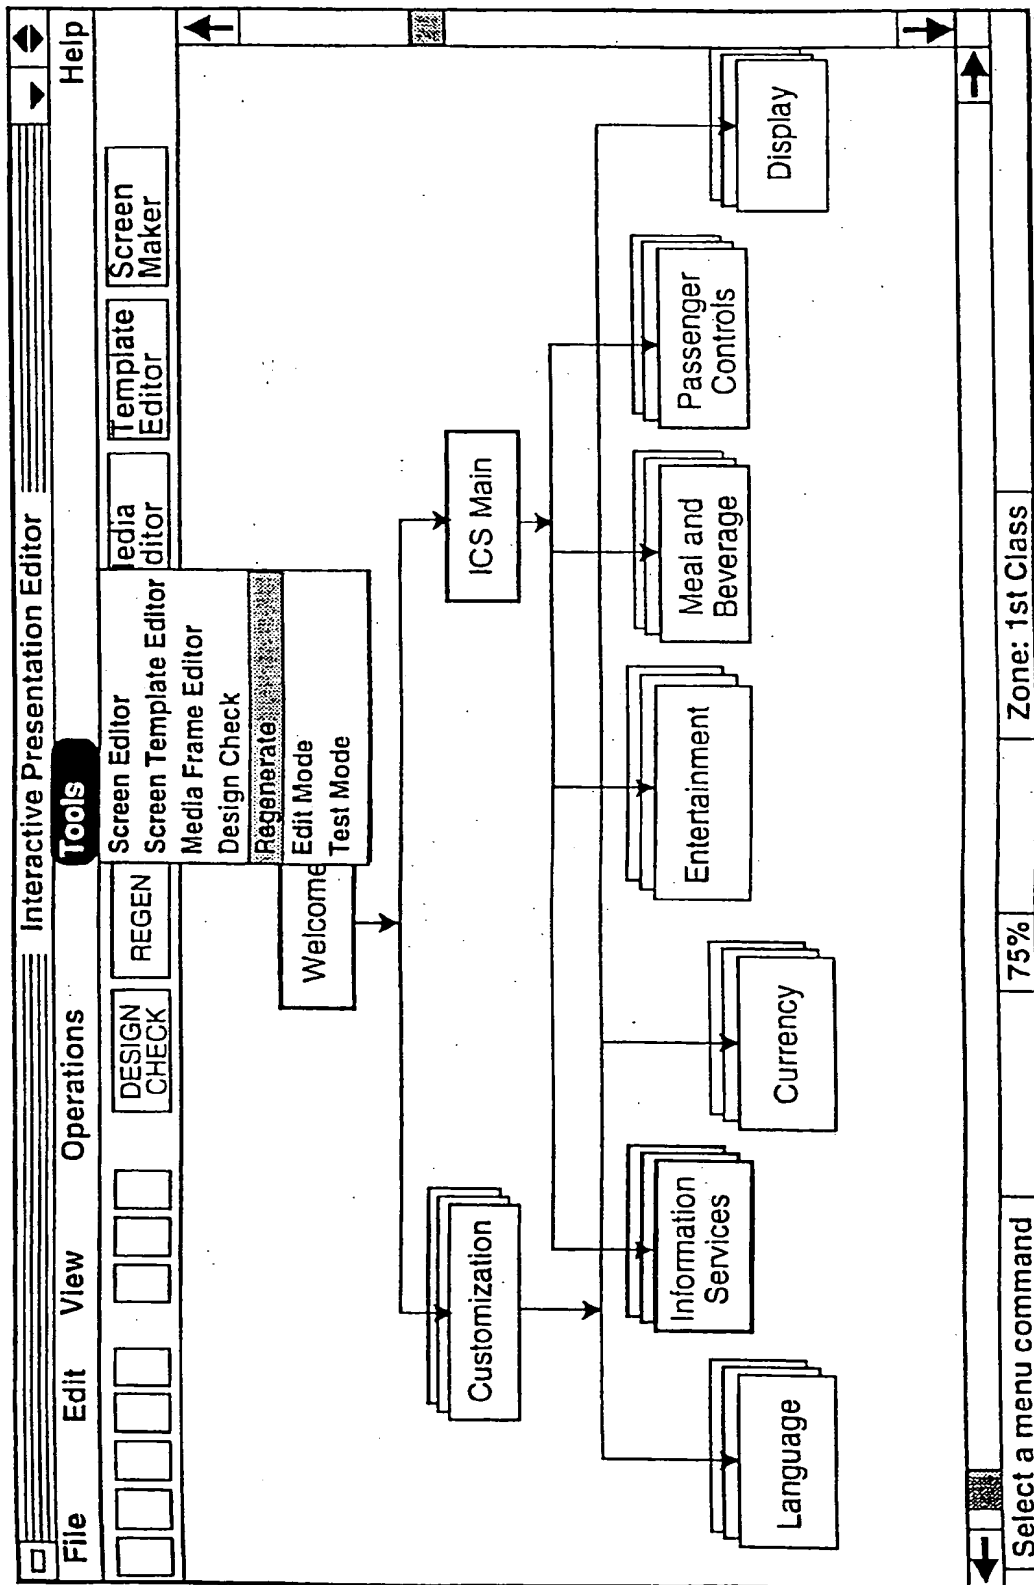 Interactive Presentation Editor
File Edit View Operations Tools Help
DESIGN
CHECK
REGEN
Screen Editor
Screen Template Editor
Media Frame Editor
Design Check
Regenerate
Edit Mode
Test Mode
edia
ditor
Template
Editor
Screen
Maker
Welcome
Customization
ICS Main
Information
Services
Entertainment
Meal and
Beverage
Passenger
Controls
Language
Currency
Display
Select a menu command
75%
Zone: 1st Class